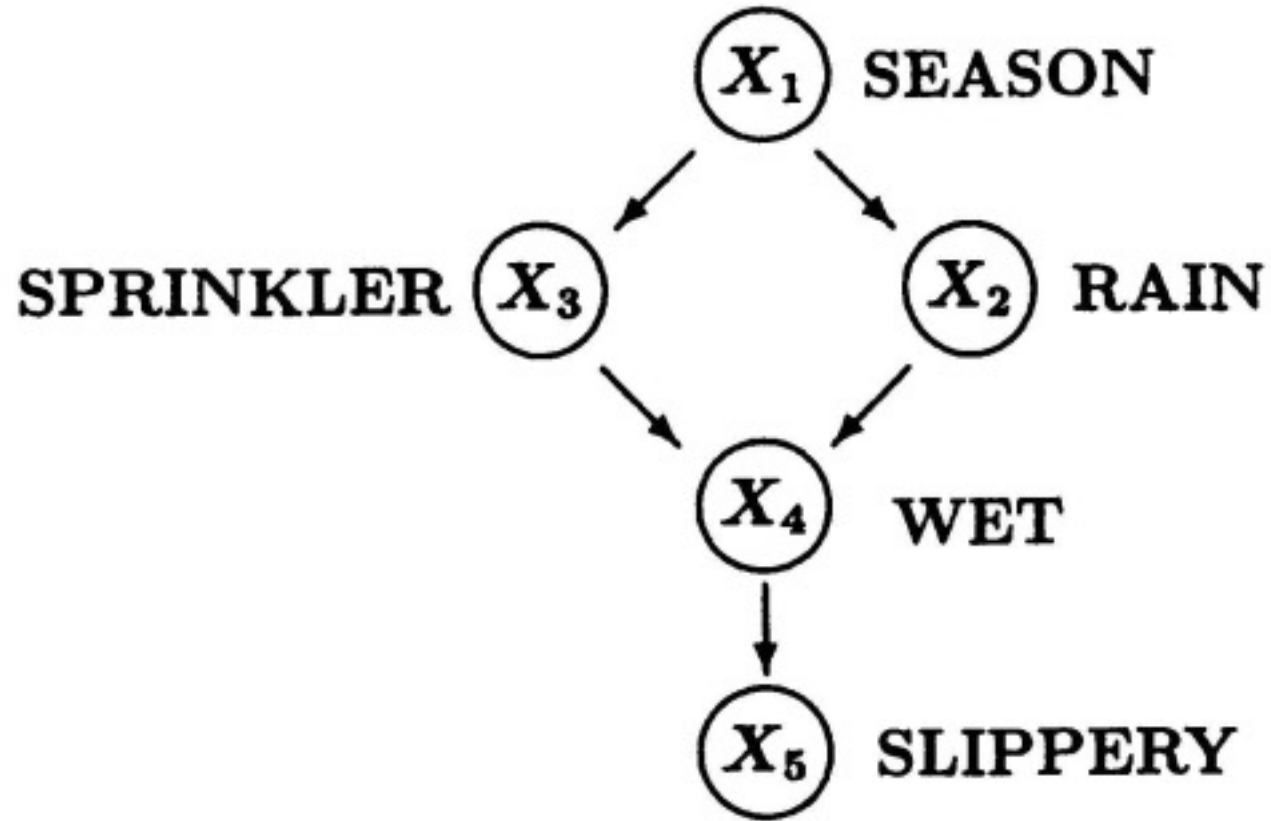 X₁ SEASON
SPRINKLER X₃ X₂ RAIN
X₄ WET
X₅ SLIPPERY